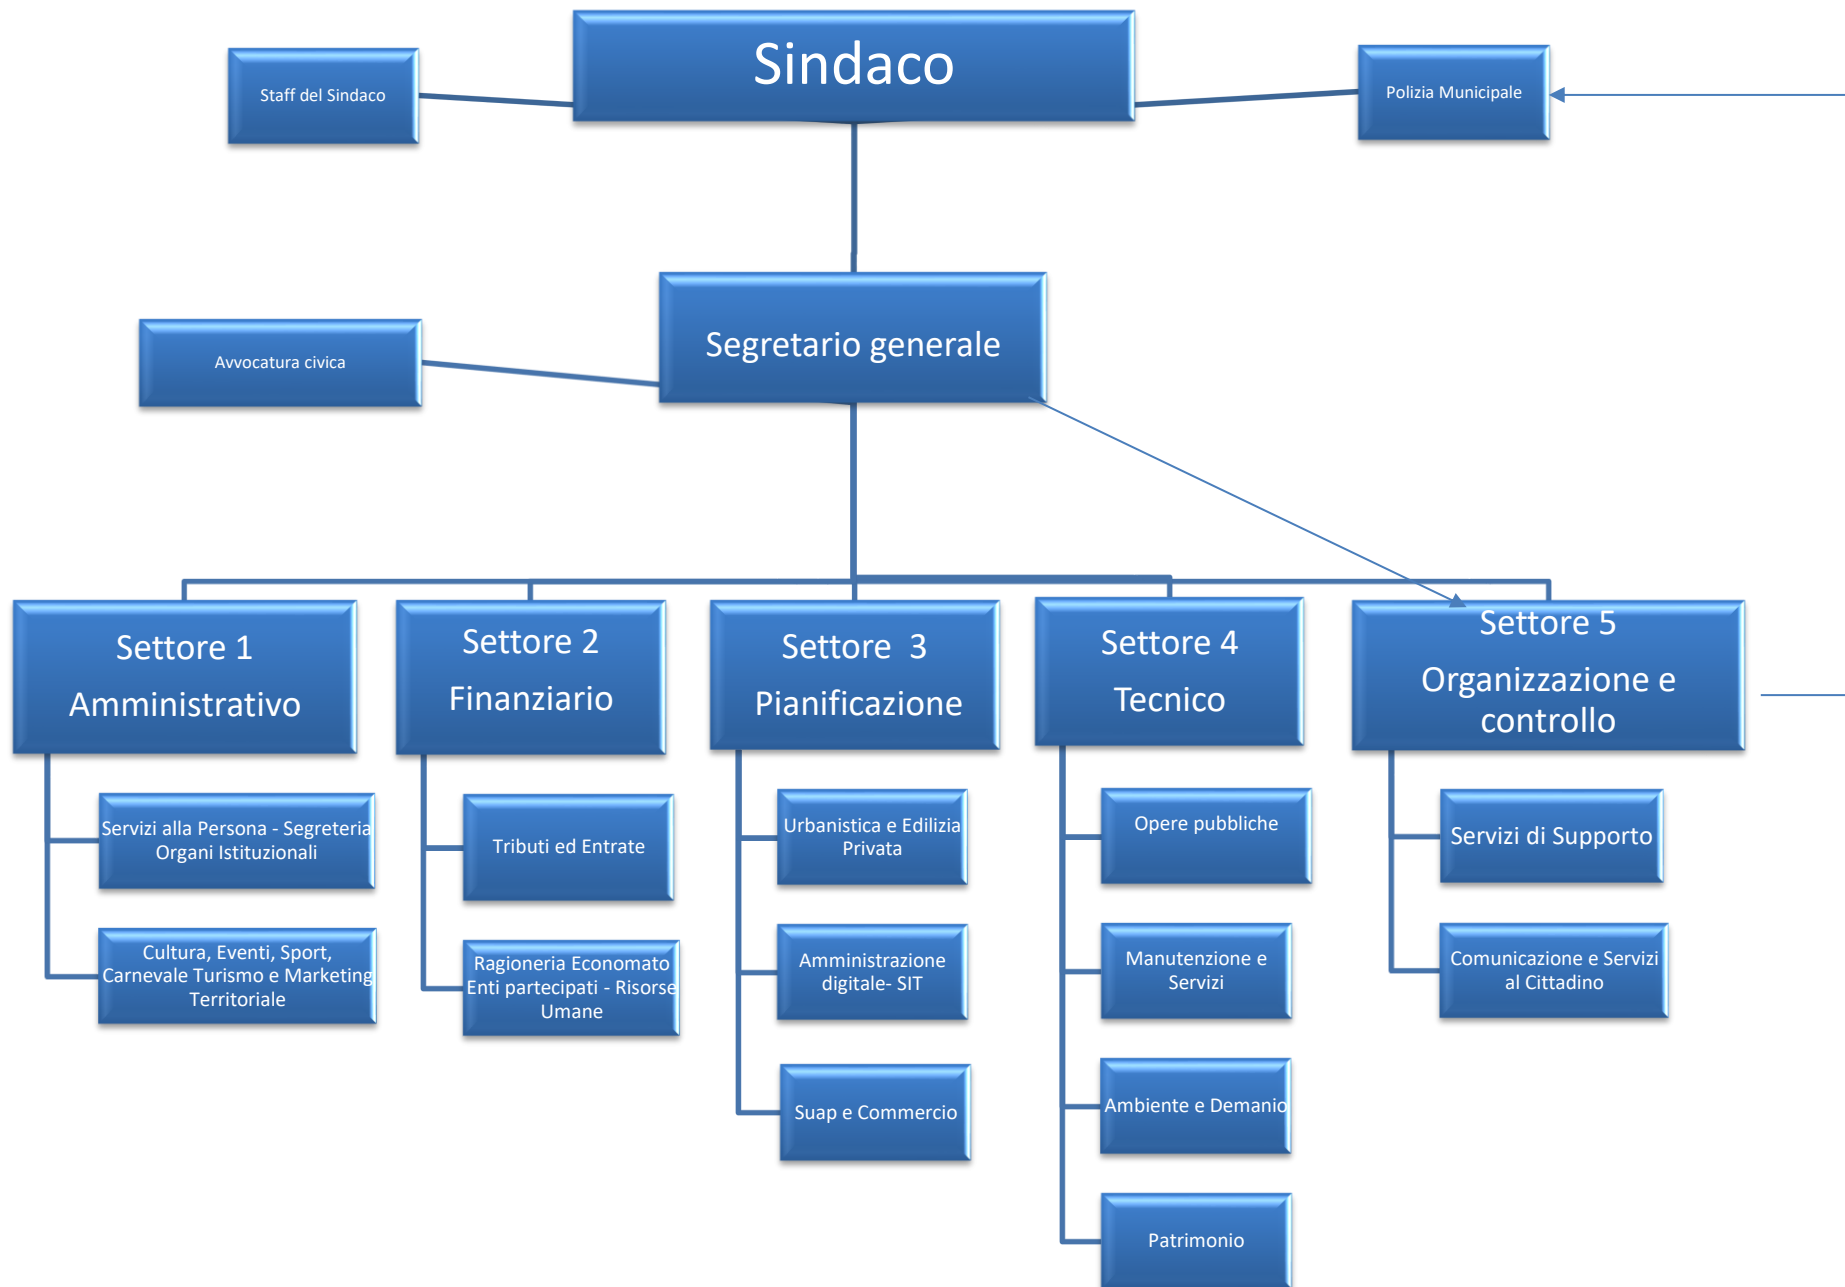 Sindaco
Staff del Sindaco
Polizia Municipale
Segretario generale
Avvocatura civica
Settore 1
Amministrativo
Servizi alla Persona - Segreteria
Organi Istituzionali
Cultura, Eventi, Sport,
Carnevale Turismo e Marketing
Territoriale
Settore 2
Finanziario
Tributi ed Entrate
Ragioneria Economato
Enti partecipati - Risorse
Umane
Settore 3
Pianificazione
Urbanistica e Edilizia
Privata
Amministrazione
digitale- SIT
Suap e Commercio
Settore 4
Tecnico
Opere pubbliche
Manutenzione e
Servizi
Ambiente e Demanio
Patrimonio
Settore 5
Organizzazione e
controllo
Servizi di Supporto
Comunicazione e Servizi
al Cittadino